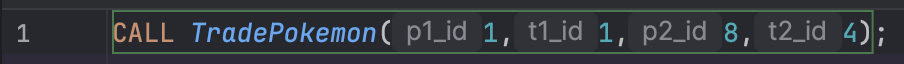 1 CALL TradePokemon( p1_id 1, t1_id 1, p2_id 8, t2_id 4);